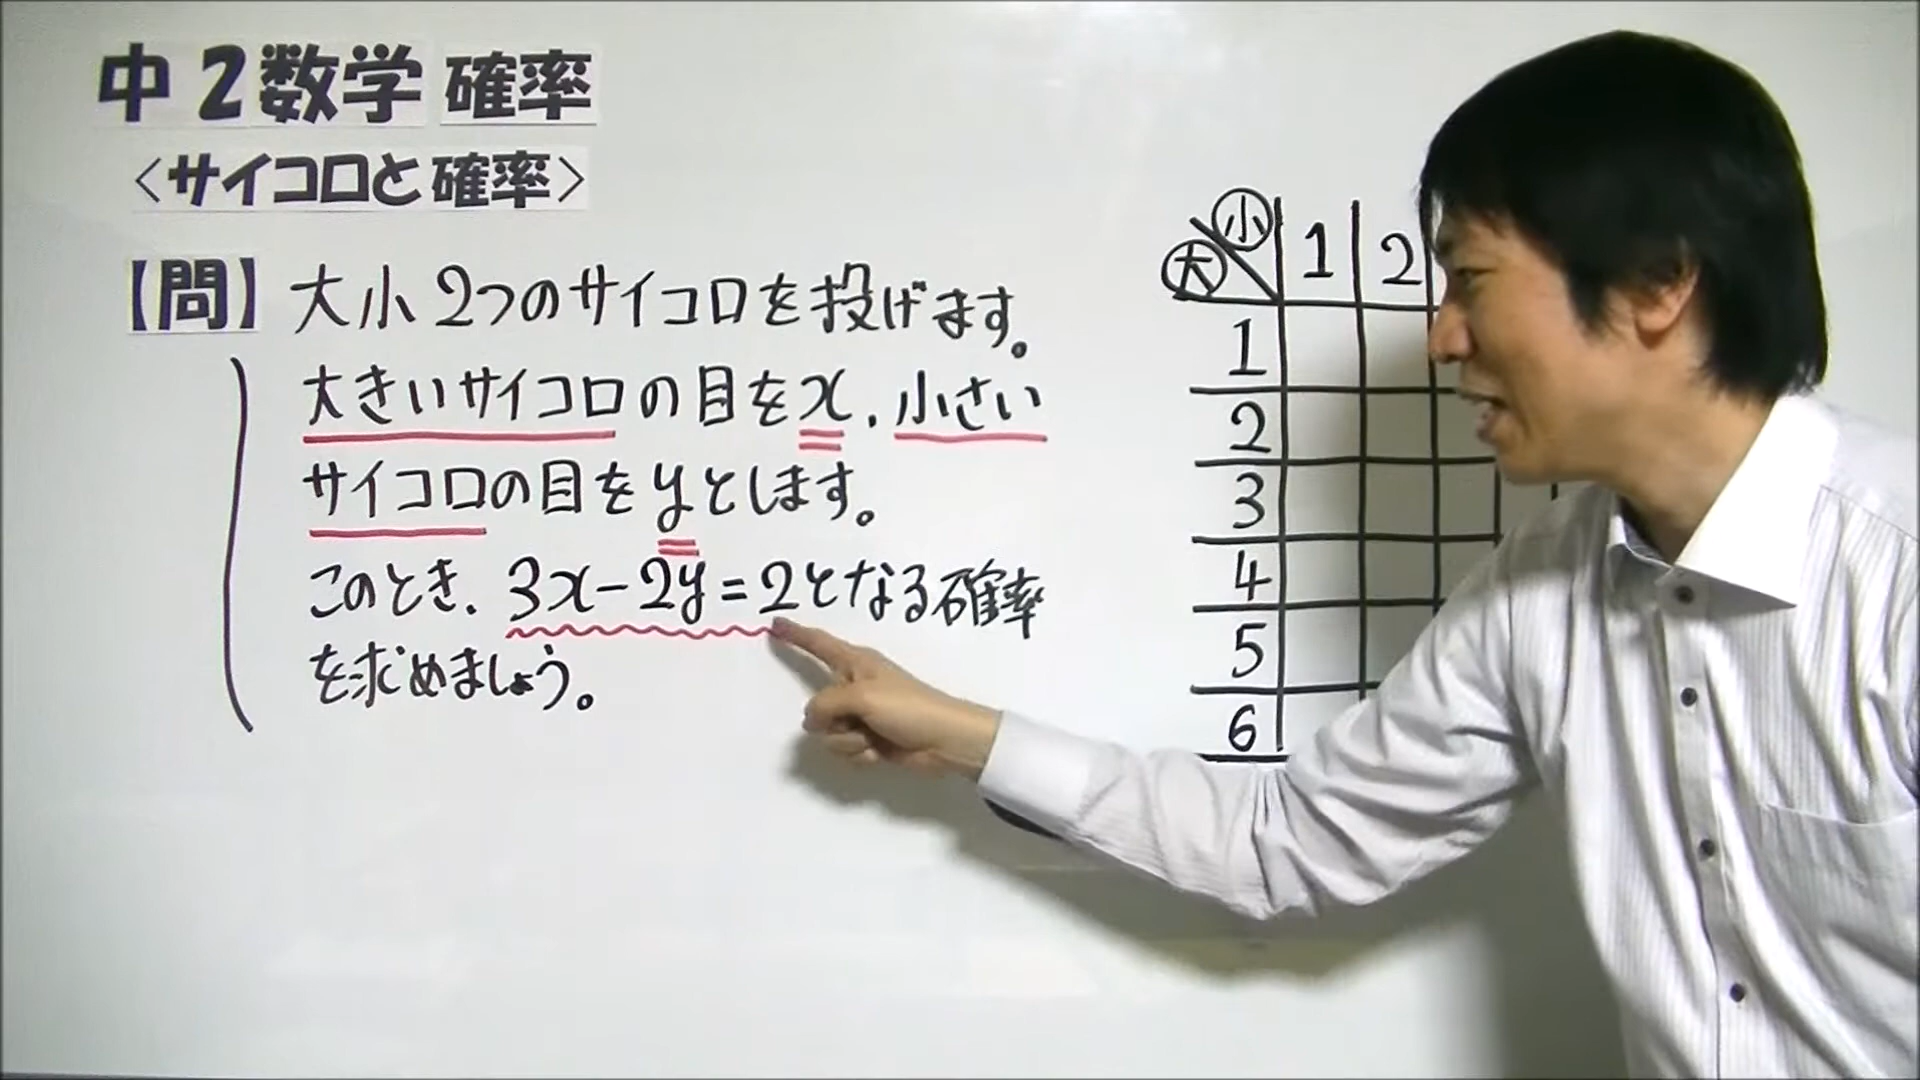 中2数学 確率
<サイコロと確率>
【問】大小2つのサイコロを投げます。
大きいサイコロの目をx、小さい
サイコロの目をyとします。
このとき、3x-2y=2となる確率
を求めましょう。
小
大
1 2
1
2
3
4
5
6